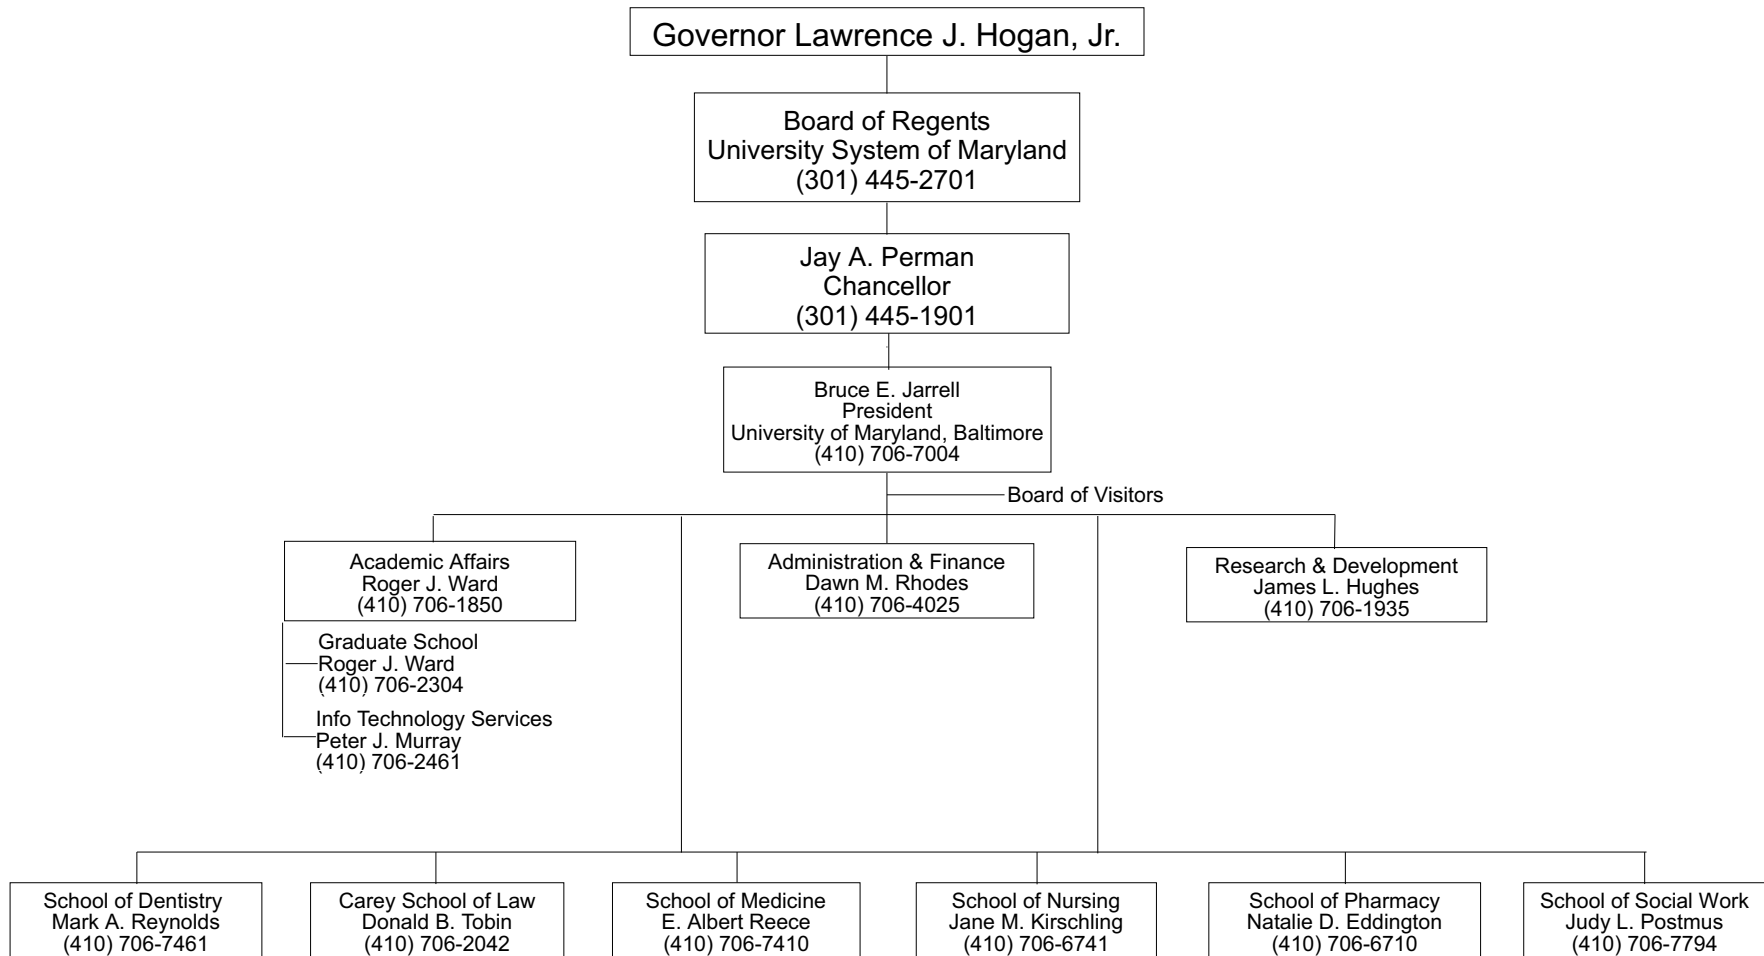 Governor Lawrence J. Hogan, Jr.
Board of Regents
University System of Maryland
(301) 445-2701
Jay A. Perman
Chancellor
(301) 445-1901
Bruce E. Jarrell
President
University of Maryland, Baltimore
(410) 706-7004
Board of Visitors
Academic Affairs
Roger J. Ward
(410) 706-1850
Administration & Finance
Dawn M. Rhodes
(410) 706-4025
Research & Development
James L. Hughes
(410) 706-1935
Graduate School
Roger J. Ward
(410) 706-2304
Info Technology Services
Peter J. Murray
(410) 706-2461
School of Dentistry
Mark A. Reynolds
(410) 706-7461
Carey School of Law
Donald B. Tobin
(410) 706-2042
School of Medicine
E. Albert Reece
(410) 706-7410
School of Nursing
Jane M. Kirschling
(410) 706-6741
School of Pharmacy
Natalie D. Eddington
(410) 706-6710
School of Social Work
Judy L. Postmus
(410) 706-7794